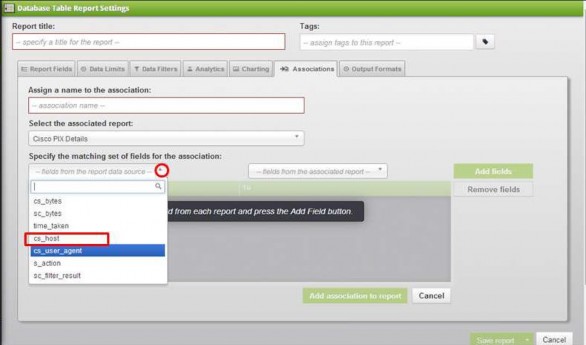 Database Table Report Settings
Report title: Tags:
-- specify a title for the report -- -- assign tags to this report --
Report Fields Data Limits Data Filters Analytics Charting Associations Output Formats
Assign a name to the association:
-- association name --
Select the associated report:
Cisco PIX Details
Specify the matching set of fields for the association:
-- fields from the report data source -- -- fields from the associated report -- Add fields
Remove fields
cs_bytes
sc_bytes
d from each report and press the Add Field button.
time_taken
cs_host
cs_user_agent
s_action
sc_filter_result
Add association to report Cancel
Save report Cancel